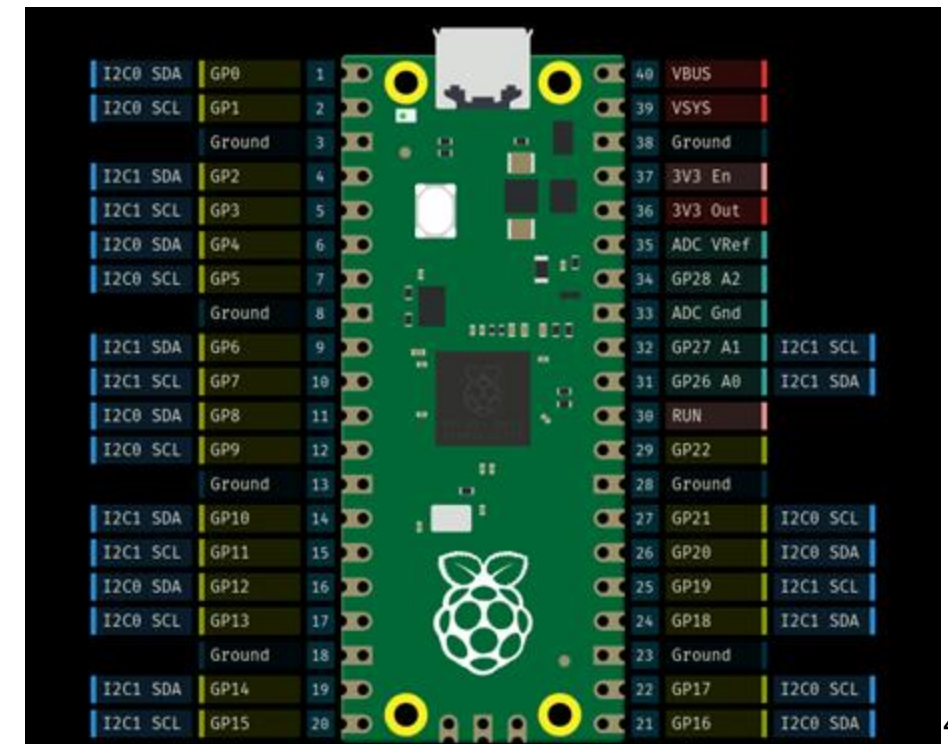 I2C0 SDA GP0 1 40 VBUS
I2C0 SCL GP1 2 39 VSYS
Ground 3 38 Ground
I2C1 SDA GP2 4 37 3V3 En
I2C1 SCL GP3 5 36 3V3 Out
I2C0 SDA GP4 6 35 ADC VRef
I2C0 SCL GP5 7 34 GP28 A2
Ground 8 33 ADC Gnd
I2C1 SDA GP6 9 32 GP27 A1 I2C1 SCL
I2C1 SCL GP7 10 31 GP26 A0 I2C1 SDA
I2C0 SDA GP8 11 30 RUN
I2C0 SCL GP9 12 29 GP22
Ground 13 28 Ground
I2C1 SDA GP10 14 27 GP21 I2C0 SCL
I2C1 SCL GP11 15 26 GP20 I2C0 SDA
I2C0 SDA GP12 16 25 GP19 I2C1 SCL
I2C0 SCL GP13 17 24 GP18 I2C1 SDA
Ground 18 23 Ground
I2C1 SDA GP14 19 22 GP17 I2C0 SCL
I2C1 SCL GP15 20 21 GP16 I2C0 SDA